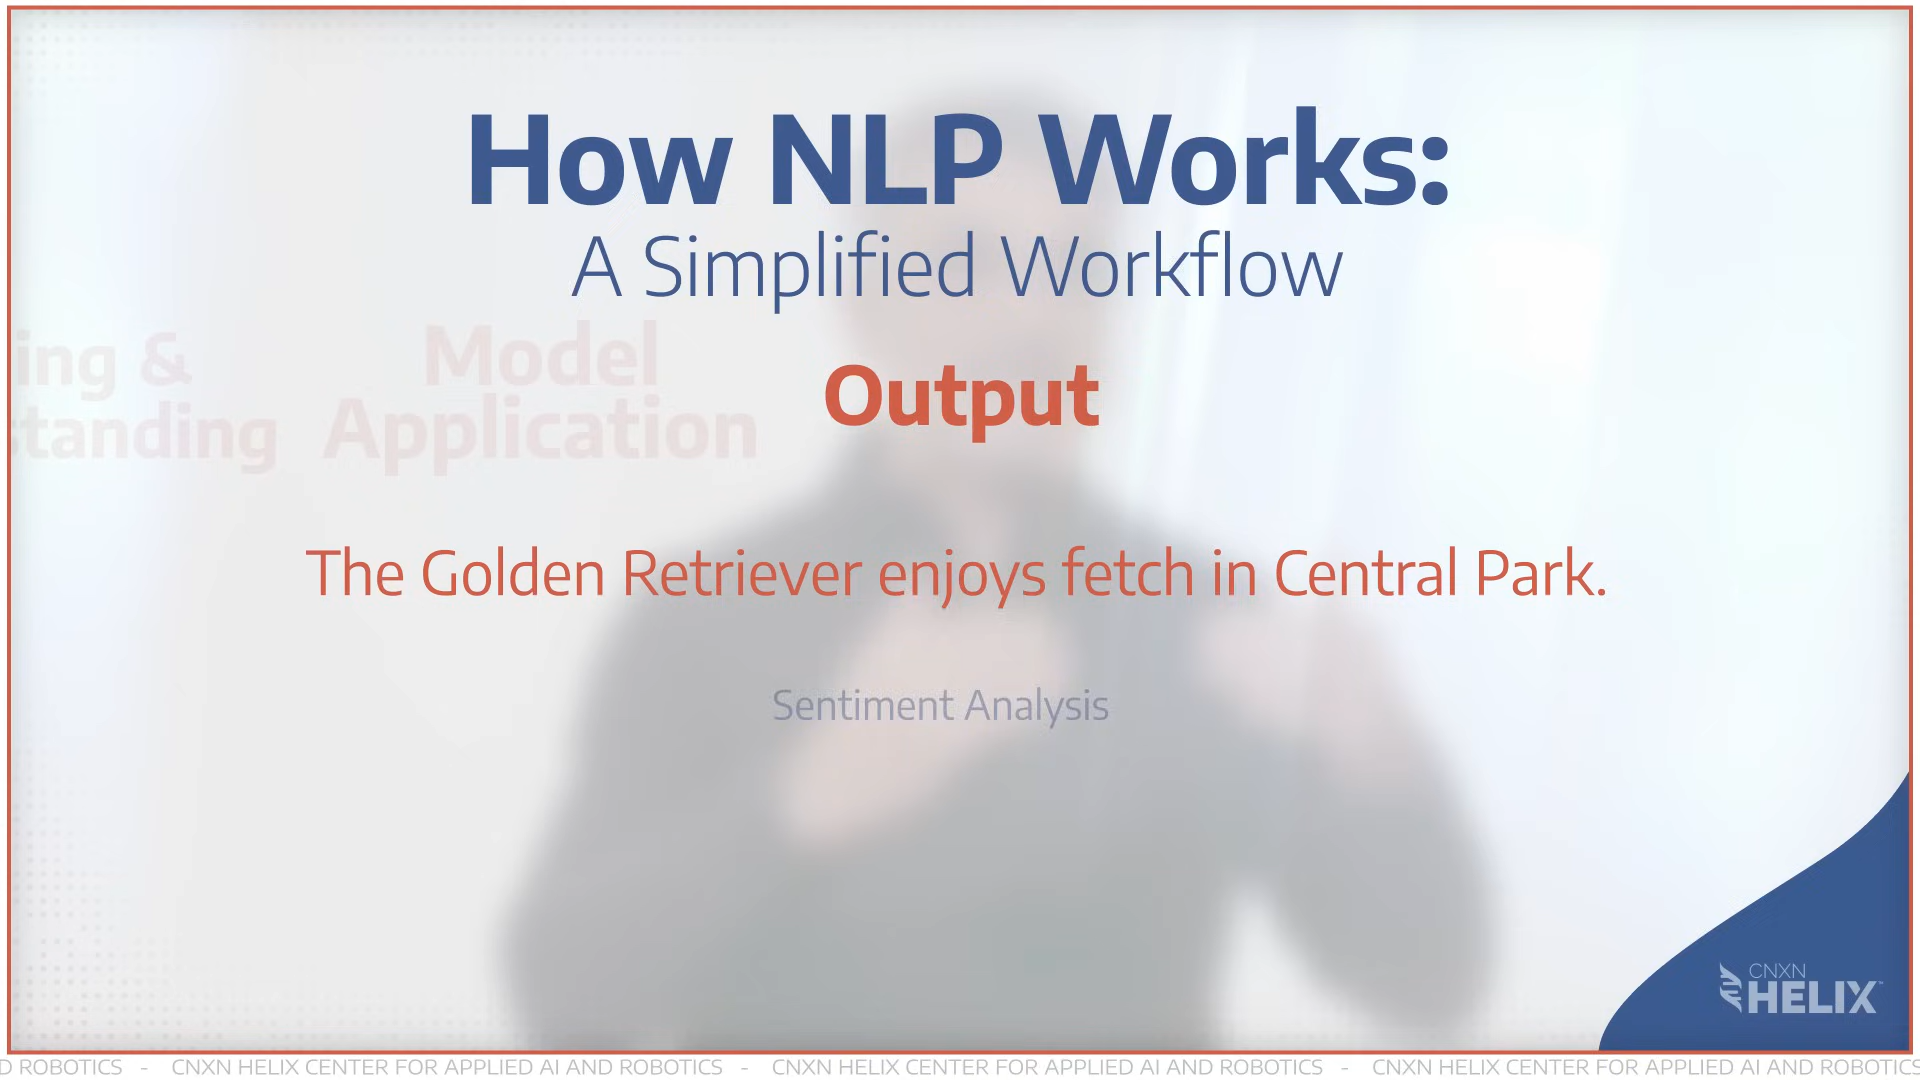 How NLP Works:
A Simplified Workflow
ing &
standing
Model
Application
Output
The Golden Retriever enjoys fetch in Central Park.
Sentiment Analysis
CNXN
HELIX™
D ROBOTICS - CNXN HELIX CENTER FOR APPLIED AI AND ROBOTICS - CNXN HELIX CENTER FOR APPLIED AI AND ROBOTICS - CNXN HELIX CENTER FOR APPLIED AI AND ROBOTICS